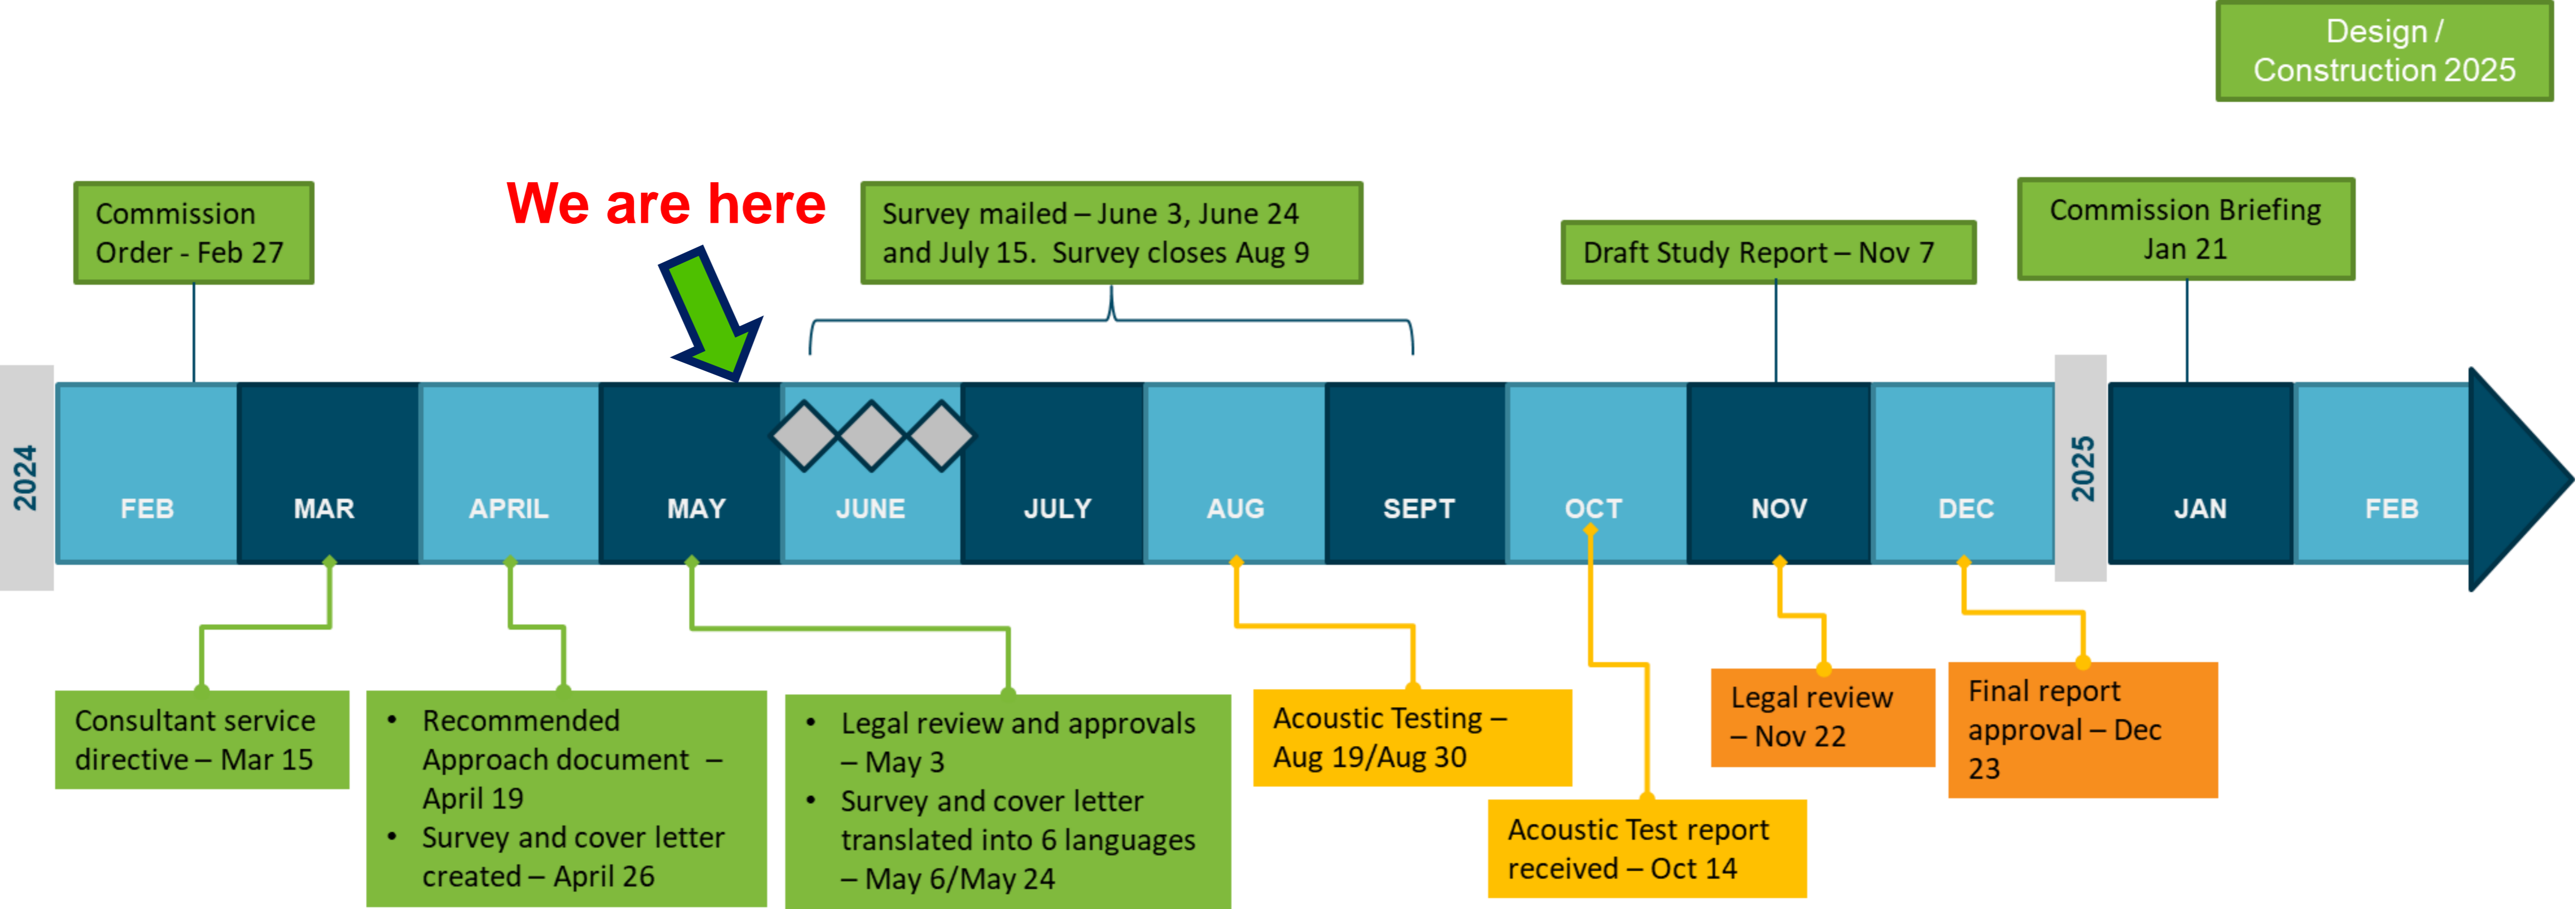 Design /
Construction 2025
We are here
Commission
Order - Feb 27
Survey mailed – June 3, June 24
and July 15.  Survey closes Aug 9
Draft Study Report – Nov 7
Commission Briefing
Jan 21
2024
FEB
MAR
APRIL
MAY
JUNE
JULY
AUG
SEPT
OCT
NOV
DEC
2025
JAN
FEB
Consultant service
directive – Mar 15
• Recommended
Approach document  –
April 19
• Survey and cover letter
created – April 26
• Legal review and approvals
– May 3
• Survey and cover letter
translated into 6 languages
– May 6/May 24
Acoustic Testing –
Aug 19/Aug 30
Acoustic Test report
received – Oct 14
Legal review
– Nov 22
Final report
approval – Dec
23